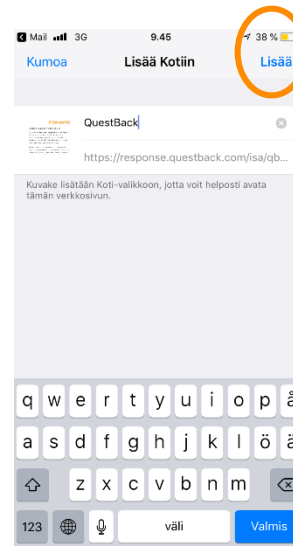 Mail 3G 9.45 38 %
Kumoa Lisää Kotiin Lisää
QuestBack
https://response.questback.com/isa/qb...
Kuvake lisätään Koti-valikkoon, jotta voit helposti avata
tämän verkkosivun.
q w e r t y u i o p å
a s d f g h j k l ö ä
z x c v b n m
123 väli Valmis